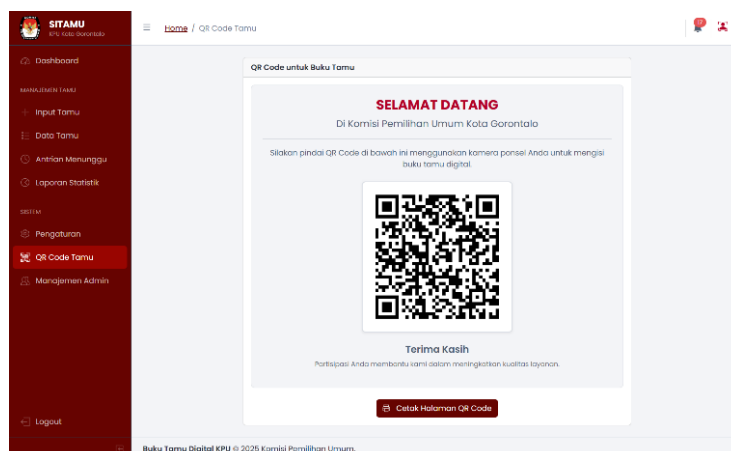 SITAMU
KPU Kota Gorontalo
Home / QR Code Tamu
17
Dashboard
MANAJEMEN TAMU
Input Tamu
Data Tamu
Antrian Menunggu
Laporan Statistik
SISTEM
Pengaturan
QR Code Tamu
Manajemen Admin
Logout
QR Code untuk Buku Tamu
SELAMAT DATANG
Di Komisi Pemilihan Umum Kota Gorontalo
Silakan pindai QR Code di bawah ini menggunakan kamera ponsel Anda untuk mengisi
buku tamu digital.
Terima Kasih
Partisipasi Anda membantu kami dalam meningkatkan kualitas layanan.
Cetak Halaman QR Code
Buku Tamu Digital KPU © 2025 Komisi Pemilihan Umum.